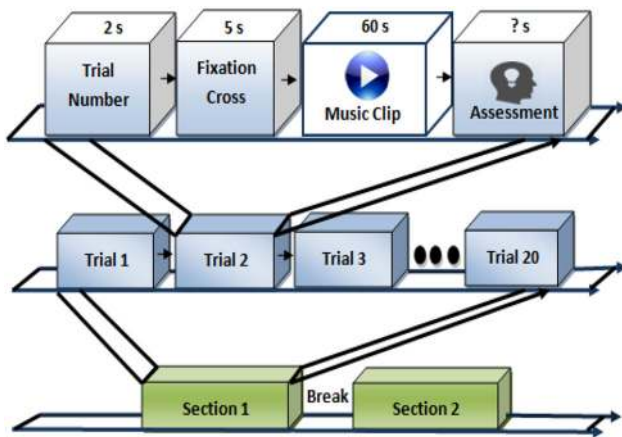 2 s
5 s
60 s
? s
Trial
Number
Fixation
Cross
Music Clip
Assessment
Trial 1
Trial 2
Trial 3
Trial 20
Section 1
Break
Section 2